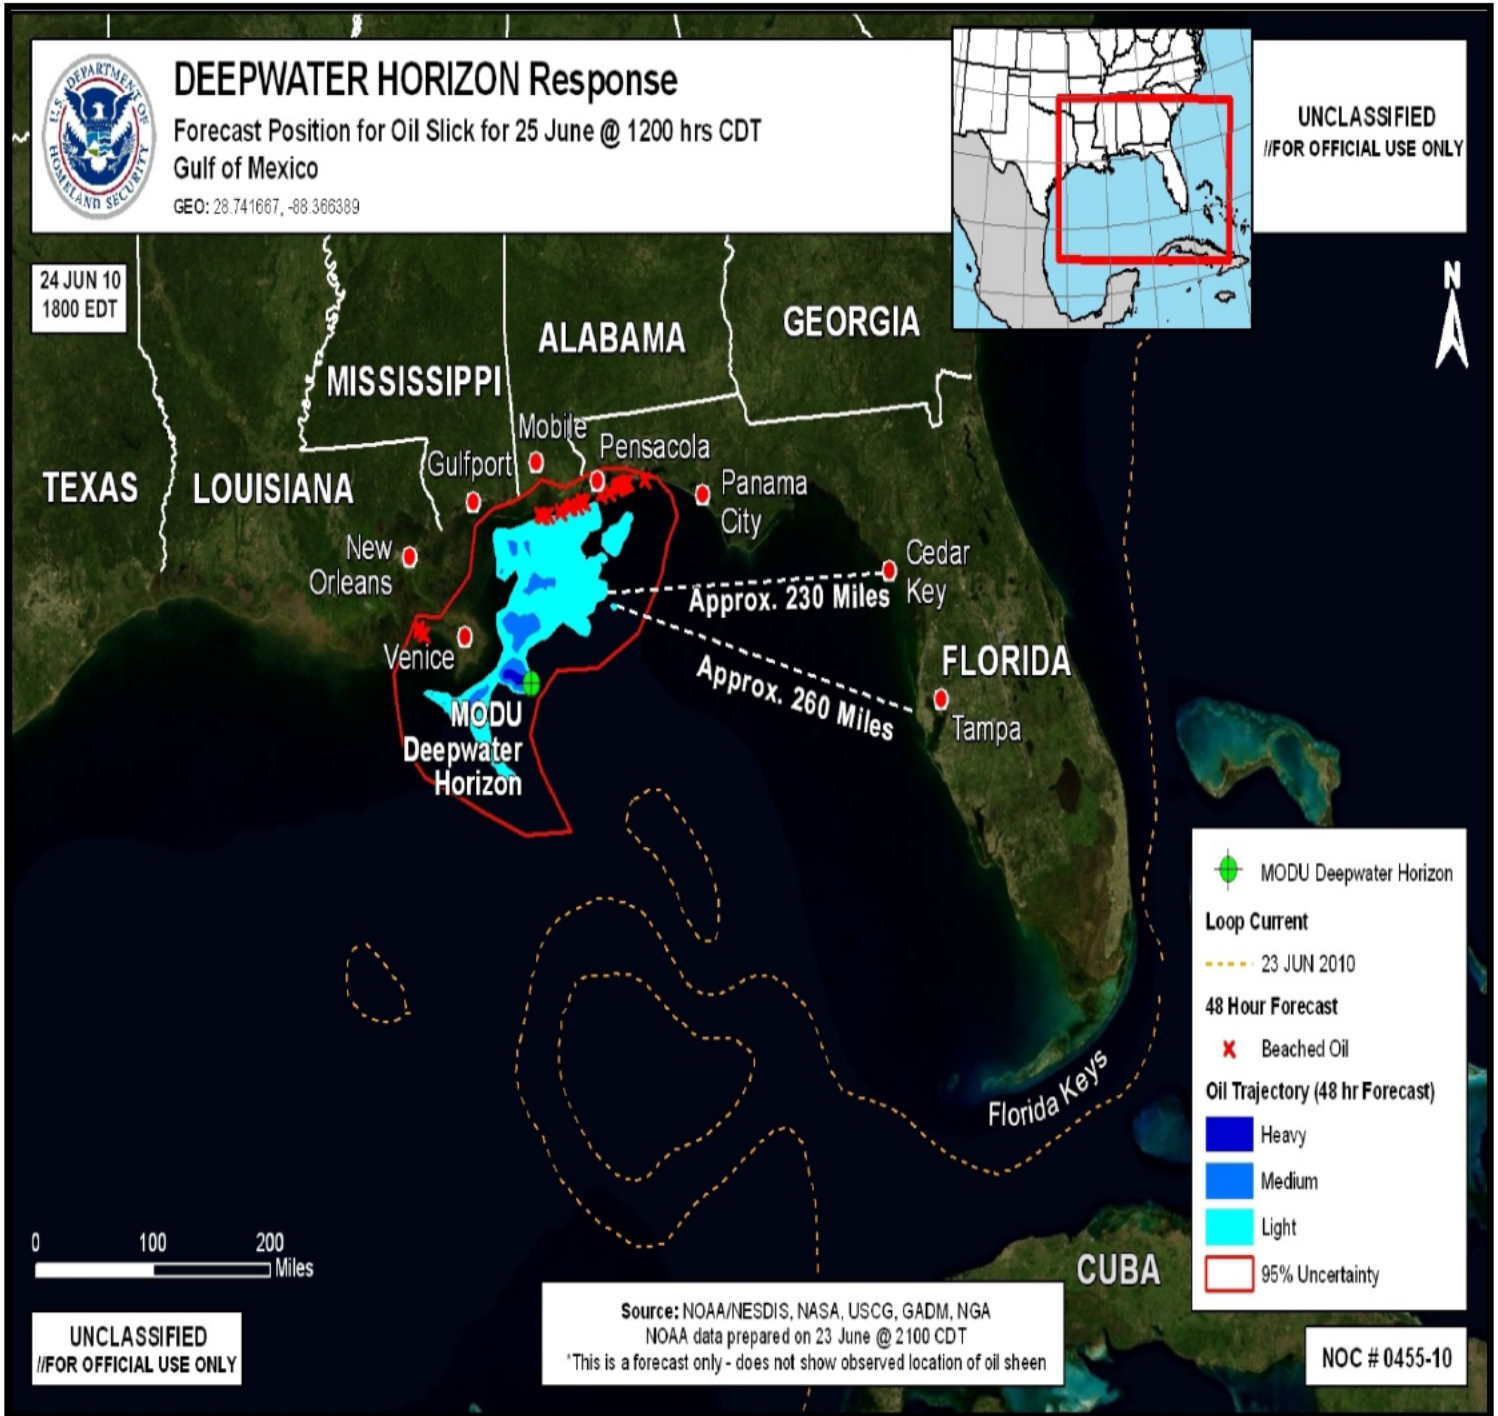 DEEPWATER HORIZON Response
Forecast Position for Oil Slick for 25 June @ 1200 hrs CDT
Gulf of Mexico
GEO: 28.741667, -88.366389
U.S. DEPARTMENT OF
HOMELAND SECURITY
UNCLASSIFIED
//FOR OFFICIAL USE ONLY
24 JUN 10
1800 EDT
N
GEORGIA
ALABAMA
MISSISSIPPI
TEXAS
LOUISIANA
Mobile
Pensacola
Gulfport
Panama
City
New
Orleans
Cedar
Key
Approx. 230 Miles
Venice
FLORIDA
Approx. 260 Miles
Tampa
MODU
Deepwater
Horizon
Florida Keys
CUBA
MODU Deepwater Horizon
Loop Current
23 JUN 2010
48 Hour Forecast
Beached Oil
Oil Trajectory (48 hr Forecast)
Heavy
Medium
Light
95% Uncertainty
0 100 200
Miles
UNCLASSIFIED
//FOR OFFICIAL USE ONLY
Source: NOAA/NESDIS, NASA, USCG, GADM, NGA
NOAA data prepared on 23 June @ 2100 CDT
*This is a forecast only - does not show observed location of oil sheen
NOC # 0455-10